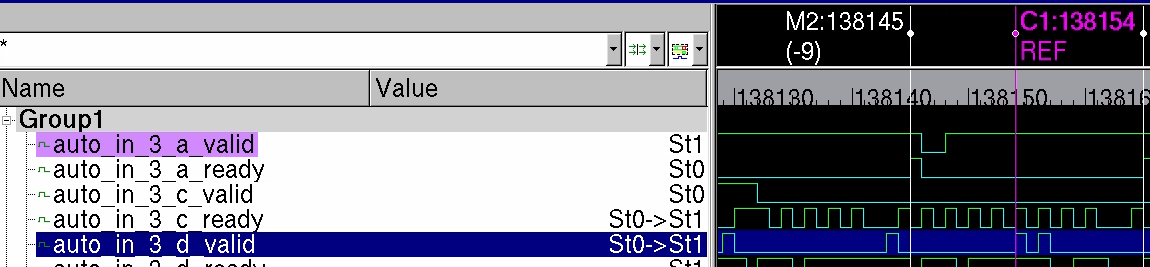 M2:138145 C1:138154
(-9) REF
*
Name Value
138130 138140 138150 13816
Group1
auto_in_3_a_valid St1
auto_in_3_a_ready St0
auto_in_3_c_valid St0
auto_in_3_c_ready St0->St1
auto_in_3_d_valid St0->St1
auto_in_3_d_ready St1